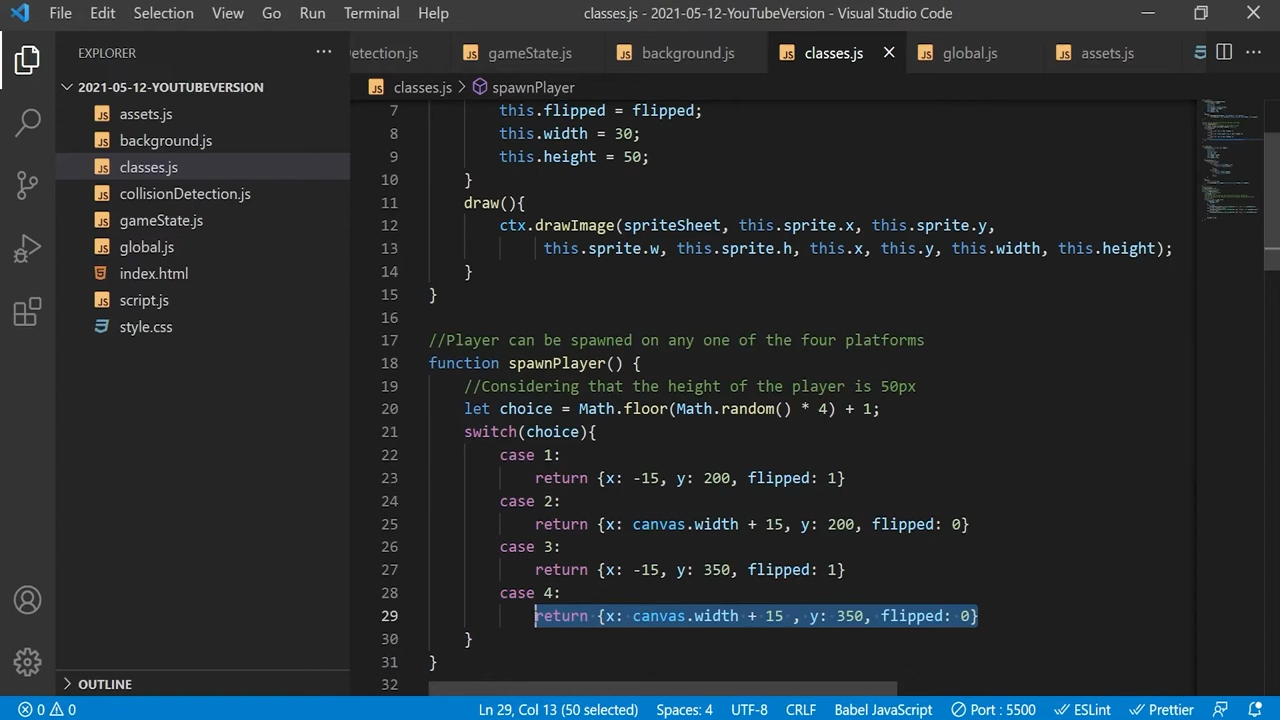 File Edit Selection View Go Run Terminal Help classes.js - 2021-05-12-YouTubeVersion - Visual Studio Code
EXPLORER
2021-05-12-YOUTUBEVERSION
assets.js
background.js
classes.js
collisionDetection.js
gameState.js
global.js
index.html
script.js
style.css
OUTLINE
etection.js gameState.js background.js classes.js global.js assets.js
classes.js > spawnPlayer
7 this.flipped = flipped;
8 this.width = 30;
9 this.height = 50;
10 }
11 draw(){
12 ctx.drawImage(spriteSheet, this.sprite.x, this.sprite.y,
13 this.sprite.w, this.sprite.h, this.x, this.y, this.width, this.height);
14 }
15 }
16
17 //Player can be spawned on any one of the four platforms
18 function spawnPlayer() {
19 //Considering that the height of the player is 50px
20 let choice = Math.floor(Math.random() * 4) + 1;
21 switch(choice){
22 case 1:
23 return {x: -15, y: 200, flipped: 1}
24 case 2:
25 return {x: canvas.width + 15, y: 200, flipped: 0}
26 case 3:
27 return {x: -15, y: 350, flipped: 1}
28 case 4:
29 return {x: canvas.width + 15 , y: 350, flipped: 0}
30 }
31 }
32
0 0 Ln 29, Col 13 (50 selected) Spaces: 4 UTF-8 CRLF Babel JavaScript Port : 5500 ESLint Prettier